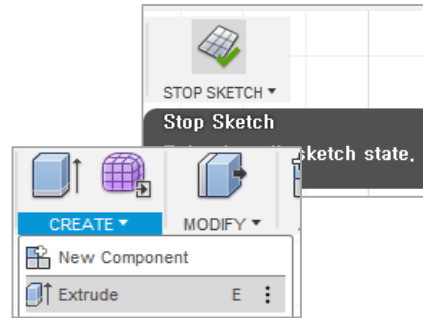 STOP SKETCH ▾
Stop Sketch
sketch state.
CREATE ▾
MODIFY ▾
New Component
Extrude E